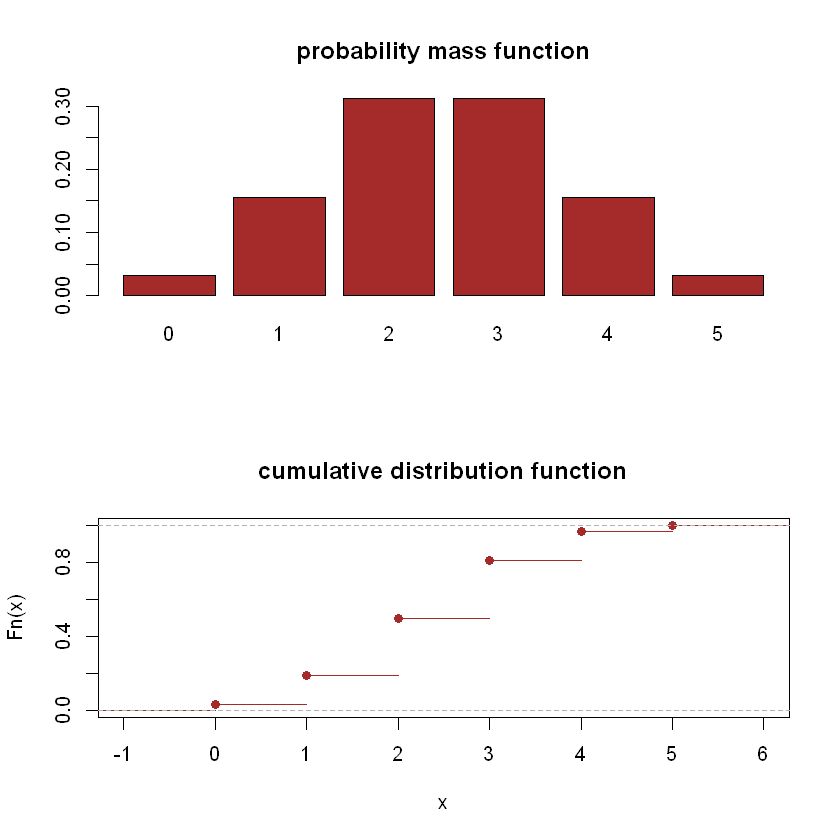 probability mass function
0.30
0.20
0.10
0.00
0 1 2 3 4 5
cumulative distribution function
Fn(x)
0.8
0.4
0.0
-1 0 1 2 3 4 5 6
x